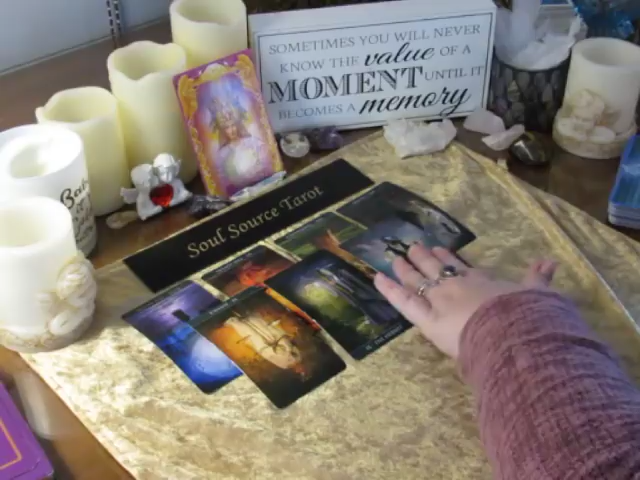 SOMETIMES YOU WILL NEVER
KNOW THE value OF A
MOMENT UNTIL IT
BECOMES A memory
Soul Source Tarot